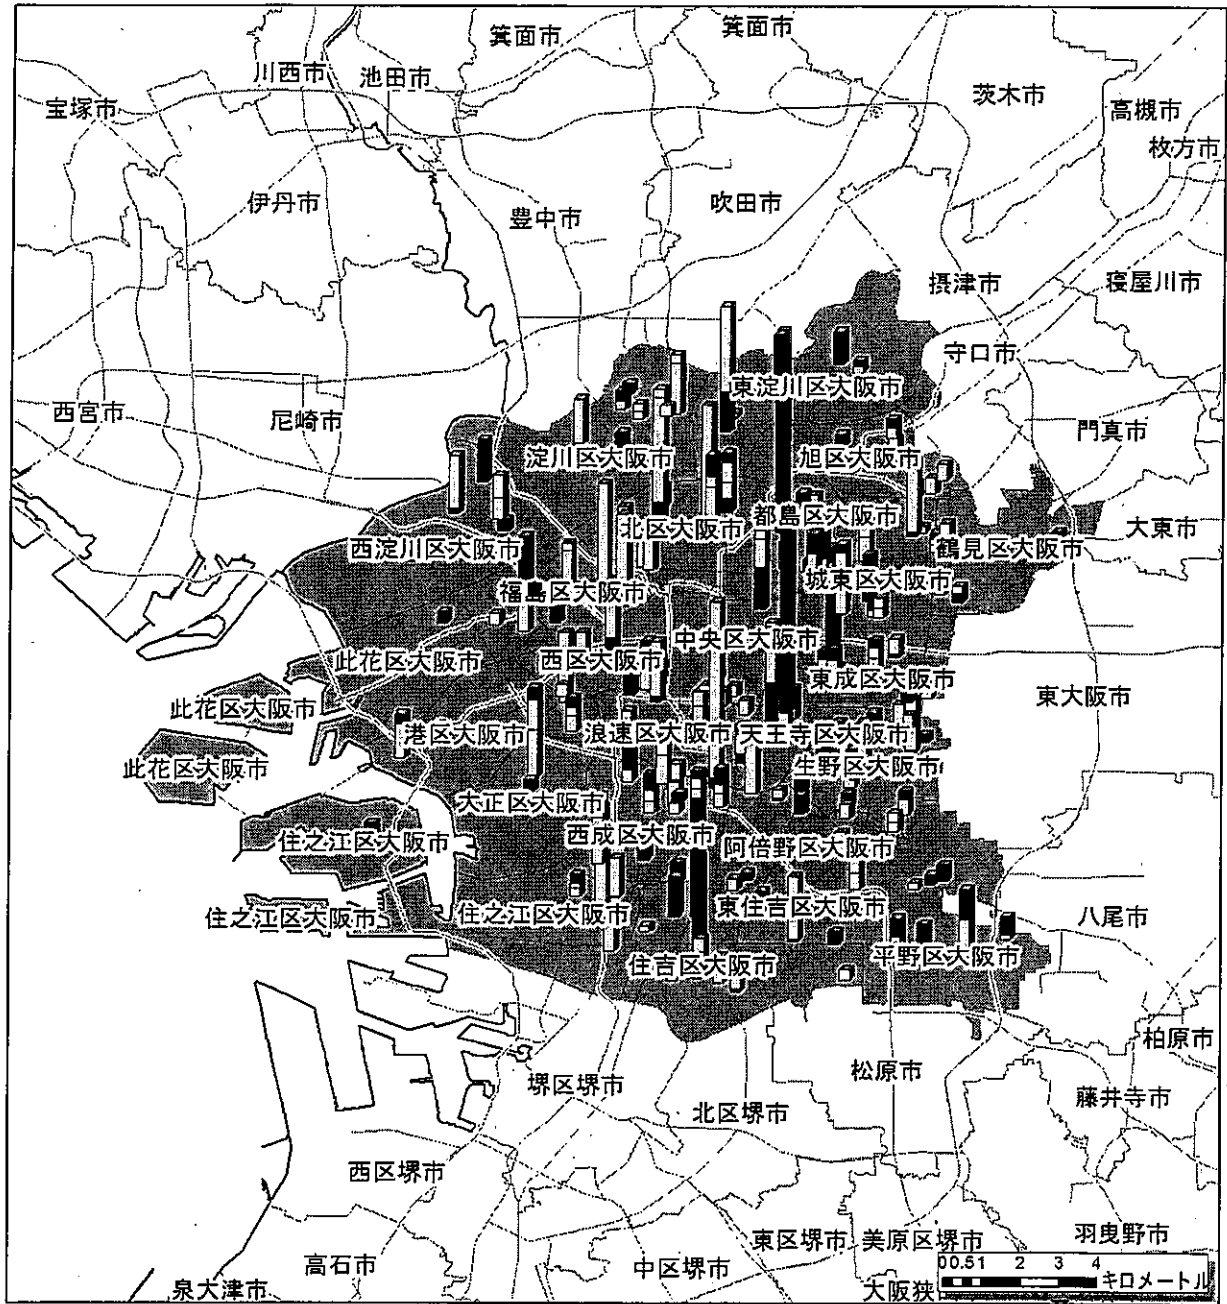 箕面市
箕面市
川西市
池田市
宝塚市
茨木市
高槻市
枚方市
伊丹市
豊中市
吹田市
摂津市
寝屋川市
守口市
東淀川区大阪市
西宮市
尼崎市
門真市
淀川区大阪市
旭区大阪市
北区大阪市
都島区大阪市
大東市
西淀川区大阪市
鶴見区大阪市
福島区大阪市
城東区大阪市
中央区大阪市
此花区大阪市
西区大阪市
東成区大阪市
東大阪市
此花区大阪市
港区大阪市
浪速区大阪市
天王寺区大阪市
此花区大阪市
生野区大阪市
大正区大阪市
西成区大阪市
住之江区大阪市
阿倍野区大阪市
住之江区大阪市
住之江区大阪市
東住吉区大阪市
八尾市
平野区大阪市
住吉区大阪市
柏原市
松原市
堺区堺市
藤井寺市
北区堺市
西区堺市
羽曳野市
東区堺市
美原区堺市
高石市
中区堺市
泉大津市
大阪狭
00.51 2 3 4
キロメートル